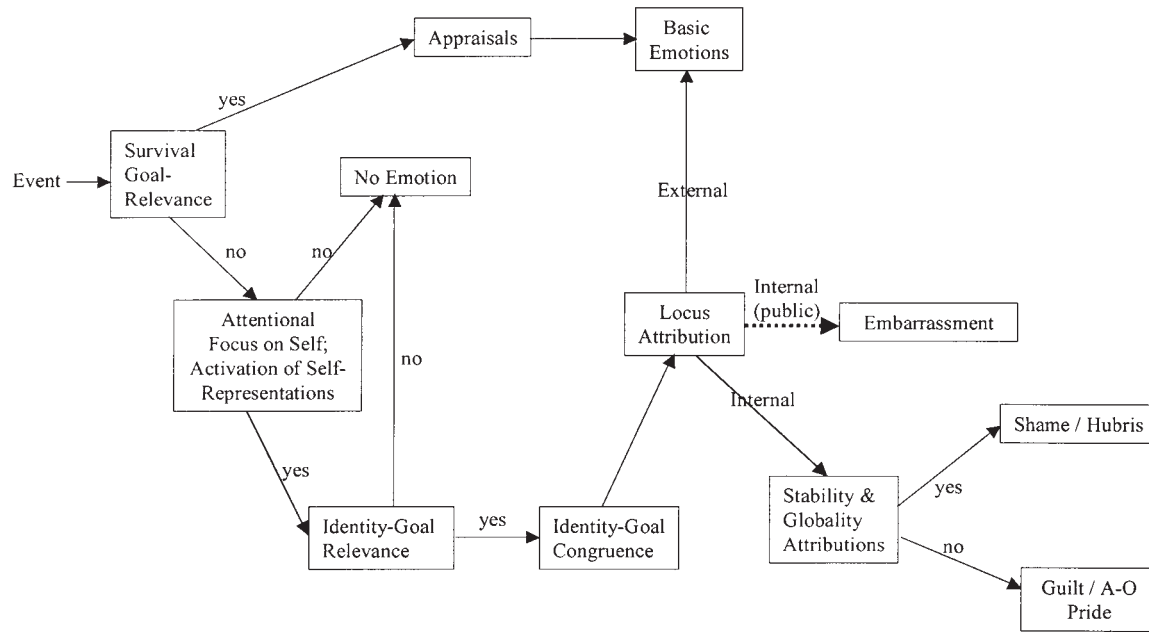 Appraisals
Basic
Emotions
yes
Survival
Goal-
Relevance
Event
No Emotion
External
no
no
Internal
(public)
Locus
Attribution
Embarrassment
Attentional
Focus on Self;
Activation of Self-
Representations
no
Internal
Shame / Hubris
yes
Stability &
Globality
Attributions
yes
Identity-Goal
Relevance
yes
Identity-Goal
Congruence
no
Guilt / A-O
Pride